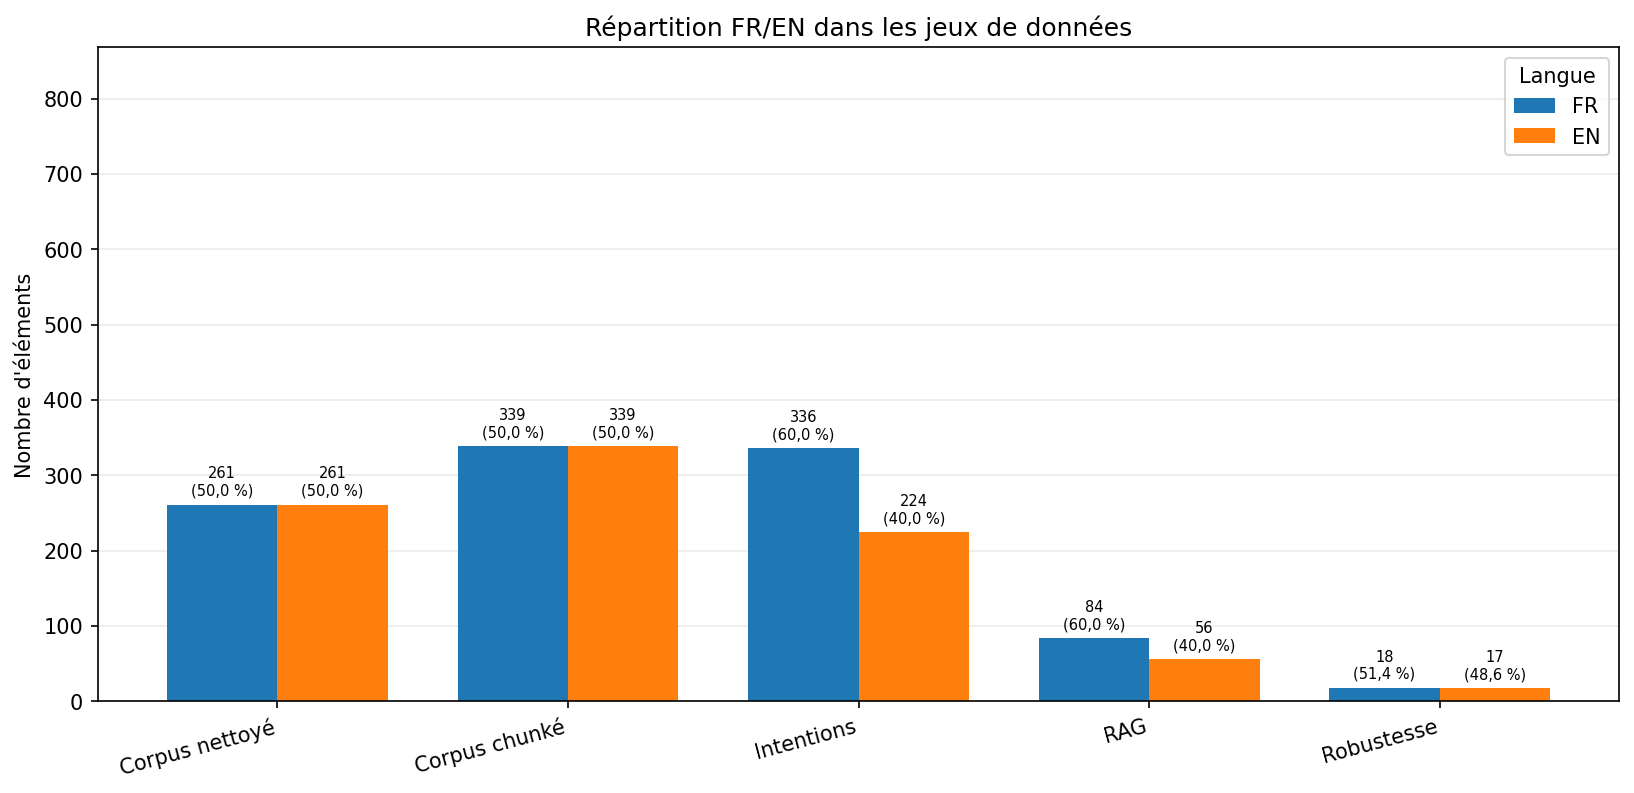 Répartition FR/EN dans les jeux de données
Langue
FR
EN
Nombre d'éléments
800
700
600
500
400
300
200
100
0
261
(50,0 %)
261
(50,0 %)
339
(50,0 %)
339
(50,0 %)
336
(60,0 %)
224
(40,0 %)
84
(60,0 %)
56
(40,0 %)
18
(51,4 %)
17
(48,6 %)
Corpus nettoyé
Corpus chunké
Intentions
RAG
Robustesse